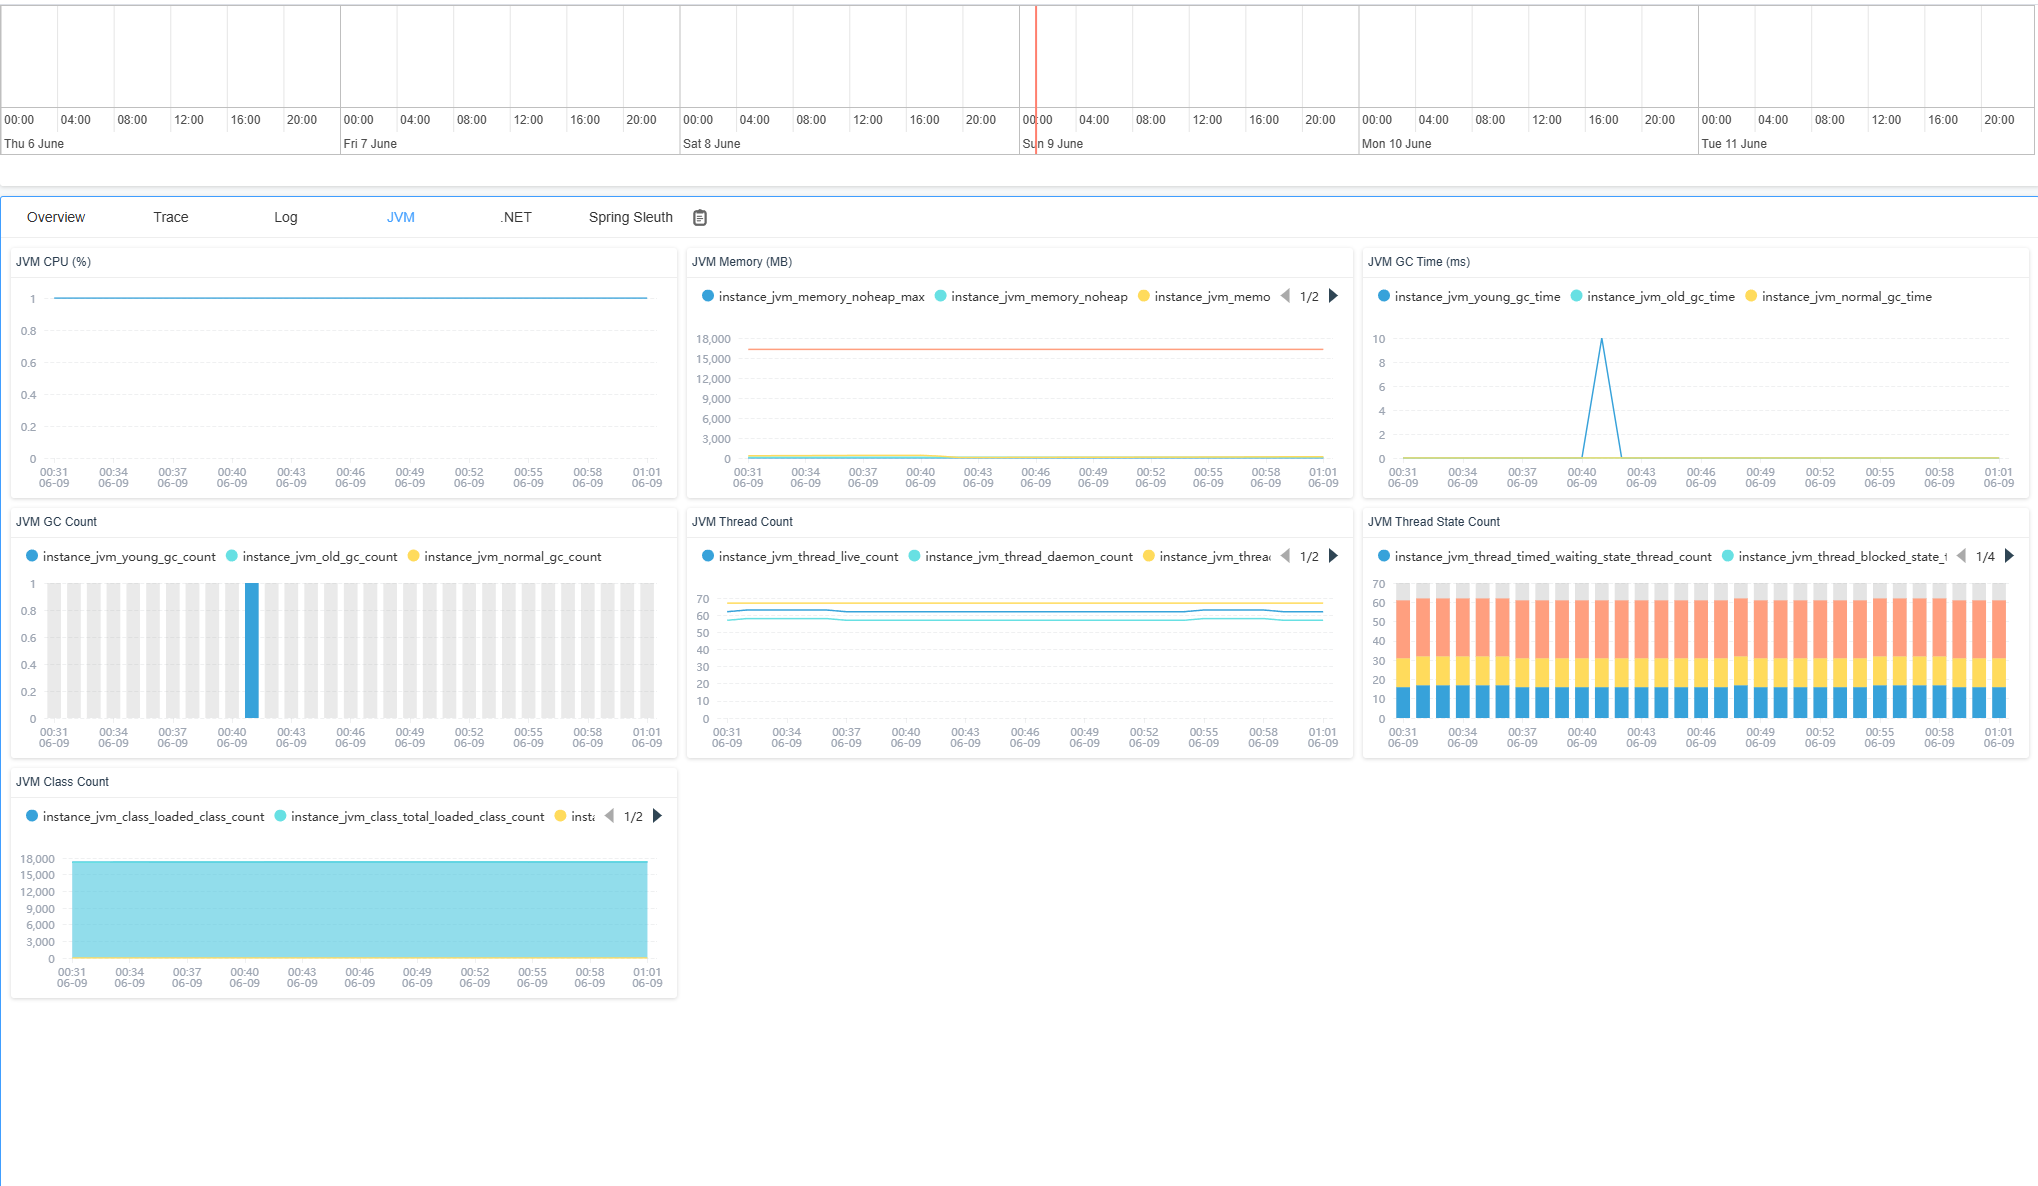 00:00 04:00 08:00 12:00 16:00 20:00 00:00 04:00 08:00 12:00 16:00 20:00 00:00 04:00 08:00 12:00 16:00 20:00 00:00 04:00 08:00 12:00 16:00 20:00 00:00 04:00 08:00 12:00 16:00 20:00 00:00 04:00 08:00 12:00 16:00 20:00
Thu 6 June Fri 7 June Sat 8 June Sun 9 June Mon 10 June Tue 11 June
Overview Trace Log JVM .NET Spring Sleuth
JVM CPU (%)
1
0.8
0.6
0.4
0.2
0
00:31 00:34 00:37 00:40 00:43 00:46 00:49 00:52 00:55 00:58 01:01
06-09 06-09 06-09 06-09 06-09 06-09 06-09 06-09 06-09 06-09 06-09
JVM Memory (MB)
instance_jvm_memory_noheap_max instance_jvm_memory_noheap instance_jvm_memo 1/2
18,000
15,000
12,000
9,000
6,000
3,000
0
00:31 00:34 00:37 00:40 00:43 00:46 00:49 00:52 00:55 00:58 01:01
06-09 06-09 06-09 06-09 06-09 06-09 06-09 06-09 06-09 06-09 06-09
JVM GC Time (ms)
instance_jvm_young_gc_time instance_jvm_old_gc_time instance_jvm_normal_gc_time
10
8
6
4
2
0
00:31 00:34 00:37 00:40 00:43 00:46 00:49 00:52 00:55 00:58 01:01
06-09 06-09 06-09 06-09 06-09 06-09 06-09 06-09 06-09 06-09 06-09
JVM GC Count
instance_jvm_young_gc_count instance_jvm_old_gc_count instance_jvm_normal_gc_count
1
0.8
0.6
0.4
0.2
0
00:31 00:34 00:37 00:40 00:43 00:46 00:49 00:52 00:55 00:58 01:01
06-09 06-09 06-09 06-09 06-09 06-09 06-09 06-09 06-09 06-09 06-09
JVM Thread Count
instance_jvm_thread_live_count instance_jvm_thread_daemon_count instance_jvm_threa 1/2
70
60
50
40
30
20
10
0
00:31 00:34 00:37 00:40 00:43 00:46 00:49 00:52 00:55 00:58 01:01
06-09 06-09 06-09 06-09 06-09 06-09 06-09 06-09 06-09 06-09 06-09
JVM Thread State Count
instance_jvm_thread_timed_waiting_state_thread_count instance_jvm_thread_blocked_state_t 1/4
70
60
50
40
30
20
10
0
00:31 00:34 00:37 00:40 00:43 00:46 00:49 00:52 00:55 00:58 01:01
06-09 06-09 06-09 06-09 06-09 06-09 06-09 06-09 06-09 06-09 06-09
JVM Class Count
instance_jvm_class_loaded_class_count instance_jvm_class_total_loaded_class_count insta 1/2
18,000
15,000
12,000
9,000
6,000
3,000
0
00:31 00:34 00:37 00:40 00:43 00:46 00:49 00:52 00:55 00:58 01:01
06-09 06-09 06-09 06-09 06-09 06-09 06-09 06-09 06-09 06-09 06-09